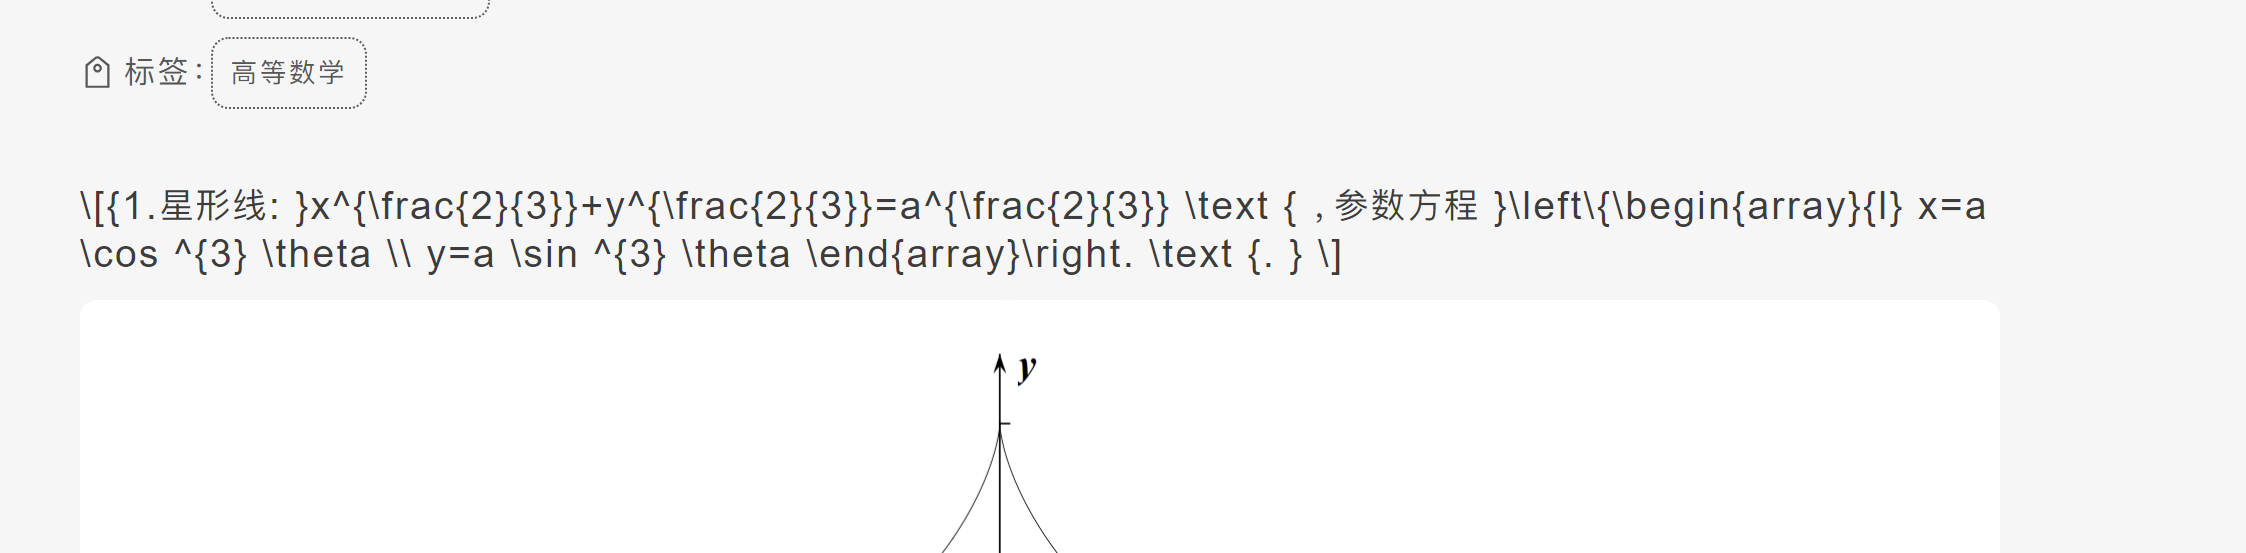 标签：高等数学
\[{1.星形线: }x^{\frac{2}{3}}+y^{\frac{2}{3}}=a^{\frac{2}{3}} \text { , 参数方程 }\left\{\begin{array}{l} x=a
\cos ^{3} \theta \\ y=a \sin ^{3} \theta \end{array}\right. \text {. } \]
y